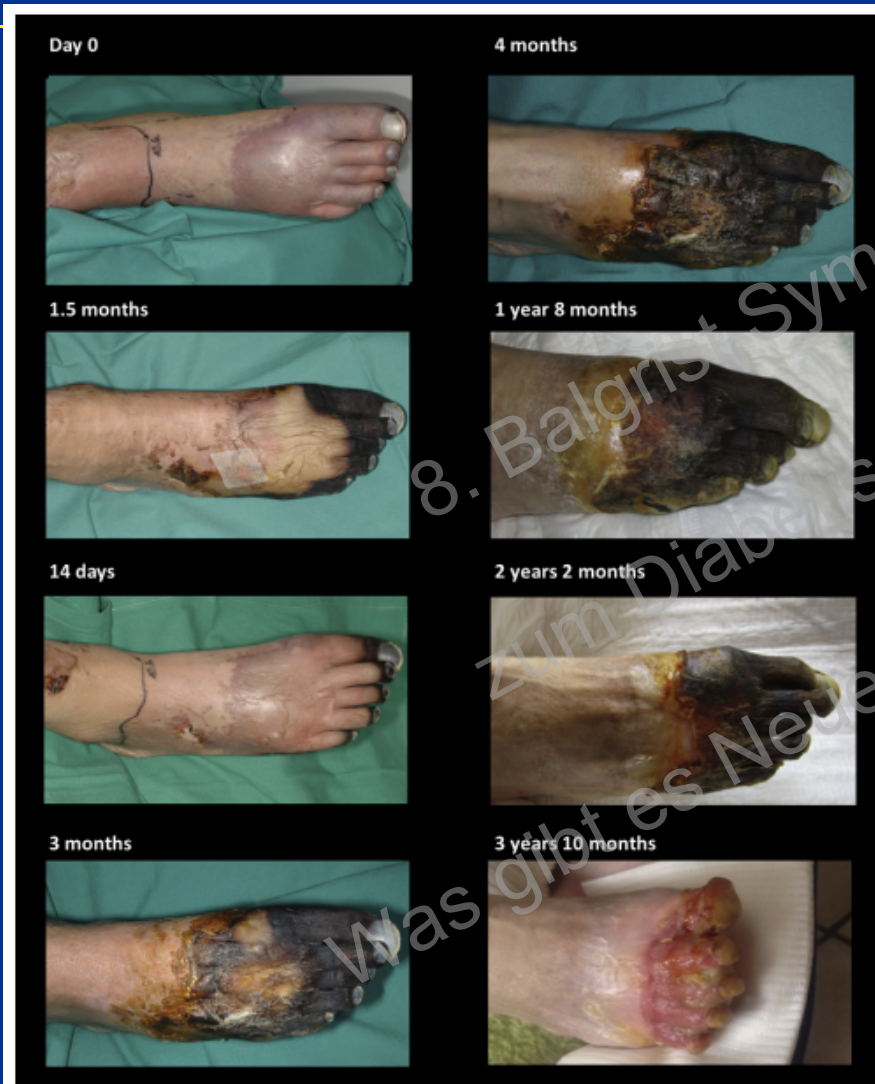 Day 0
4 months
1.5 months
1 year 8 months
14 days
2 years 2 months
3 months
3 years 10 months
8. Balgrist Sym
zum Diabetes
Was gibt es Neue